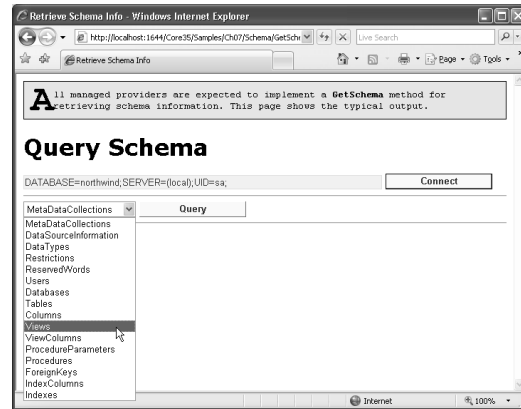 Retrieve Schema Info - Windows Internet Explorer
http://localhost:1644/Core35/Samples/Ch07/Schema/GetSche
Live Search
Retrieve Schema Info
Page
Tools
All managed providers are expected to implement a GetSchema method for
retrieving schema information. This page shows the typical output.
Query Schema
DATABASE=northwind;SERVER=(local);UID=sa;
Connect
MetaDataCollections
Query
MetaDataCollections
DataSourceInformation
DataTypes
Restrictions
ReservedWords
Users
Databases
Tables
Columns
Views
ViewColumns
ProcedureParameters
Procedures
ForeignKeys
IndexColumns
Indexes
Internet
100%